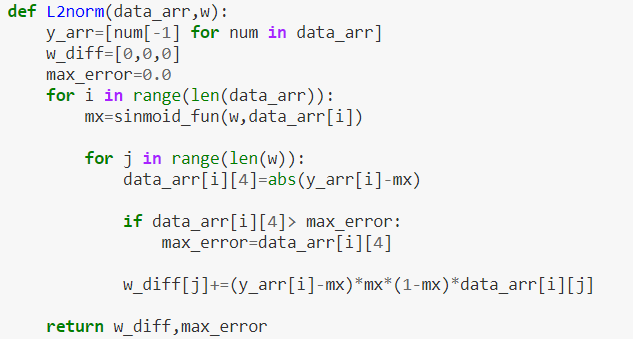 def L2norm(data_arr,w):
    y_arr=[num[-1] for num in data_arr]
    w_diff=[0,0,0]
    max_error=0.0
    for i in range(len(data_arr)):
        mx=sinmoid_fun(w,data_arr[i])
        for j in range(len(w)):
            data_arr[i][4]=abs(y_arr[i]-mx)
            if data_arr[i][4]> max_error:
                max_error=data_arr[i][4]
            w_diff[j]+=(y_arr[i]-mx)*mx*(1-mx)*data_arr[i][j]
    return w_diff,max_error